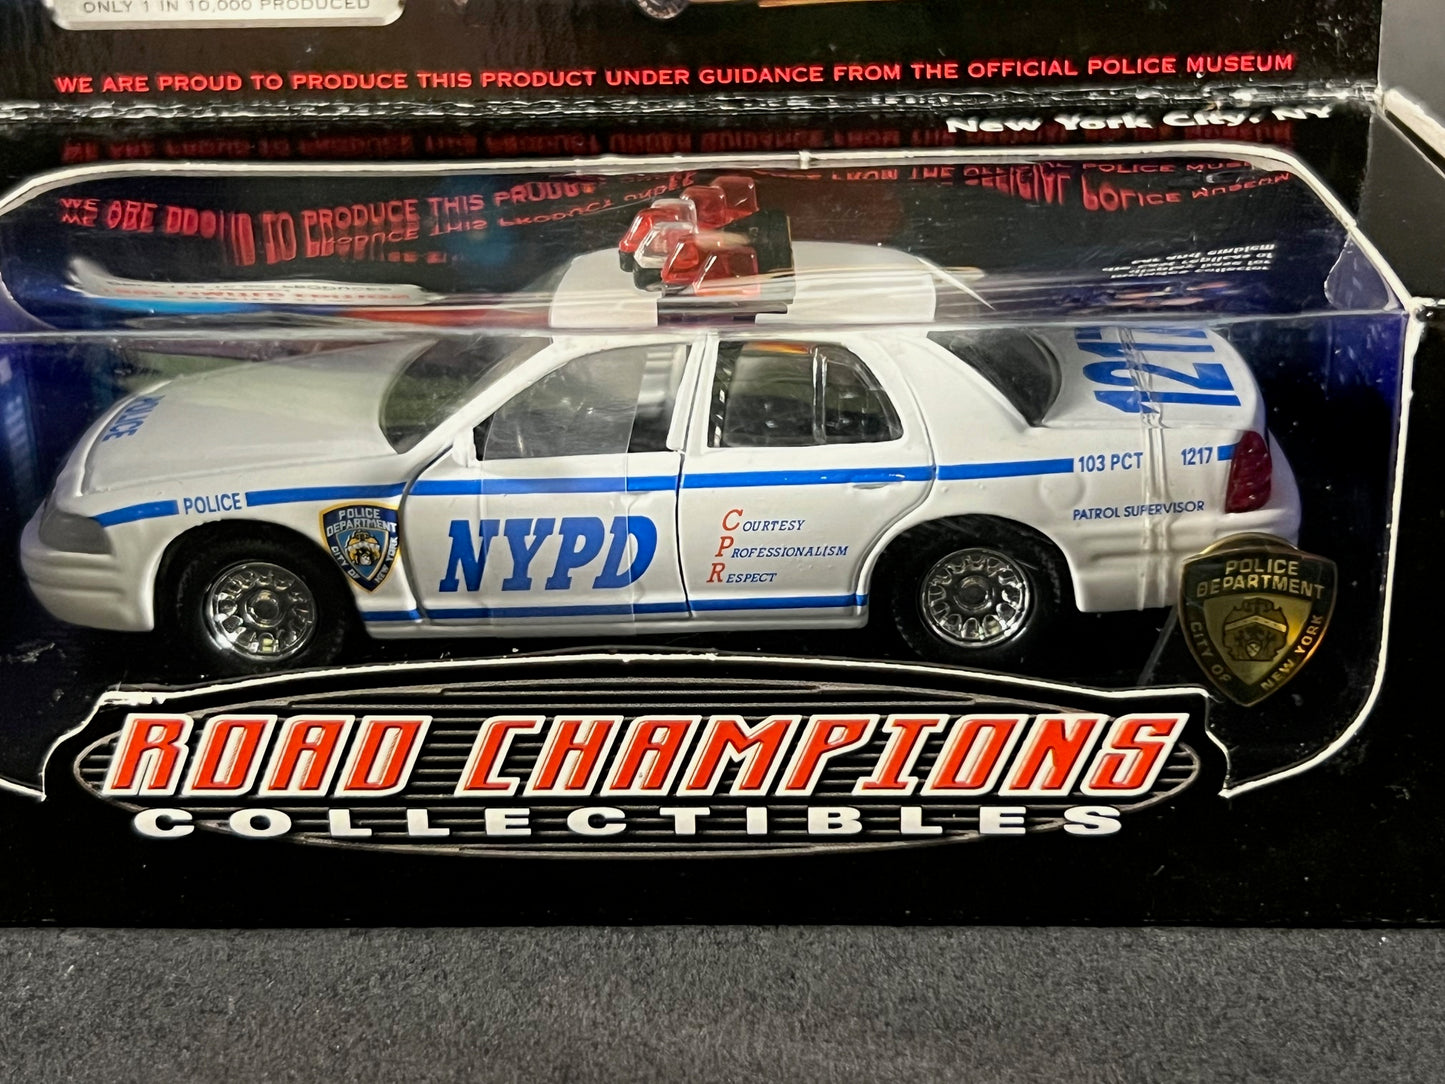 ONLY 1 IN 10,000 PRODUCED
WE ARE PROUD TO PRODUCE THIS PRODUCT UNDER GUIDANCE FROM THE OFFICIAL POLICE MUSEUM
New York City, NY
1217
POLICE
POLICE
POLICE DEPARTMENT
CITY OF NEW YORK
NYPD
COURTESY
PROFESSIONALISM
RESPECT
103 PCT 1217
PATROL SUPERVISOR
POLICE
DEPARTMENT
CITY OF NEW YORK
ROAD CHAMPIONS
COLLECTIBLES